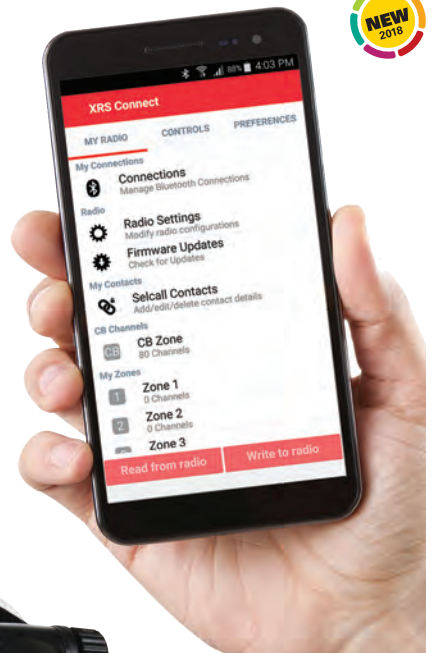 NEW
2018
88% 4:03 PM
XRS Connect
MY RADIO CONTROLS PREFERENCES
My Connections
Connections
Manage Bluetooth Connections
Radio
Radio Settings
Modify radio configurations
Firmware Updates
Check for Updates
My Contacts
Selcall Contacts
Add/edit/delete contact details
CB Channels
CB
CB Zone
80 Channels
My Zones
1
Zone 1
0 Channels
2
Zone 2
0 Channels
Zone 3
Read from radio Write to radio